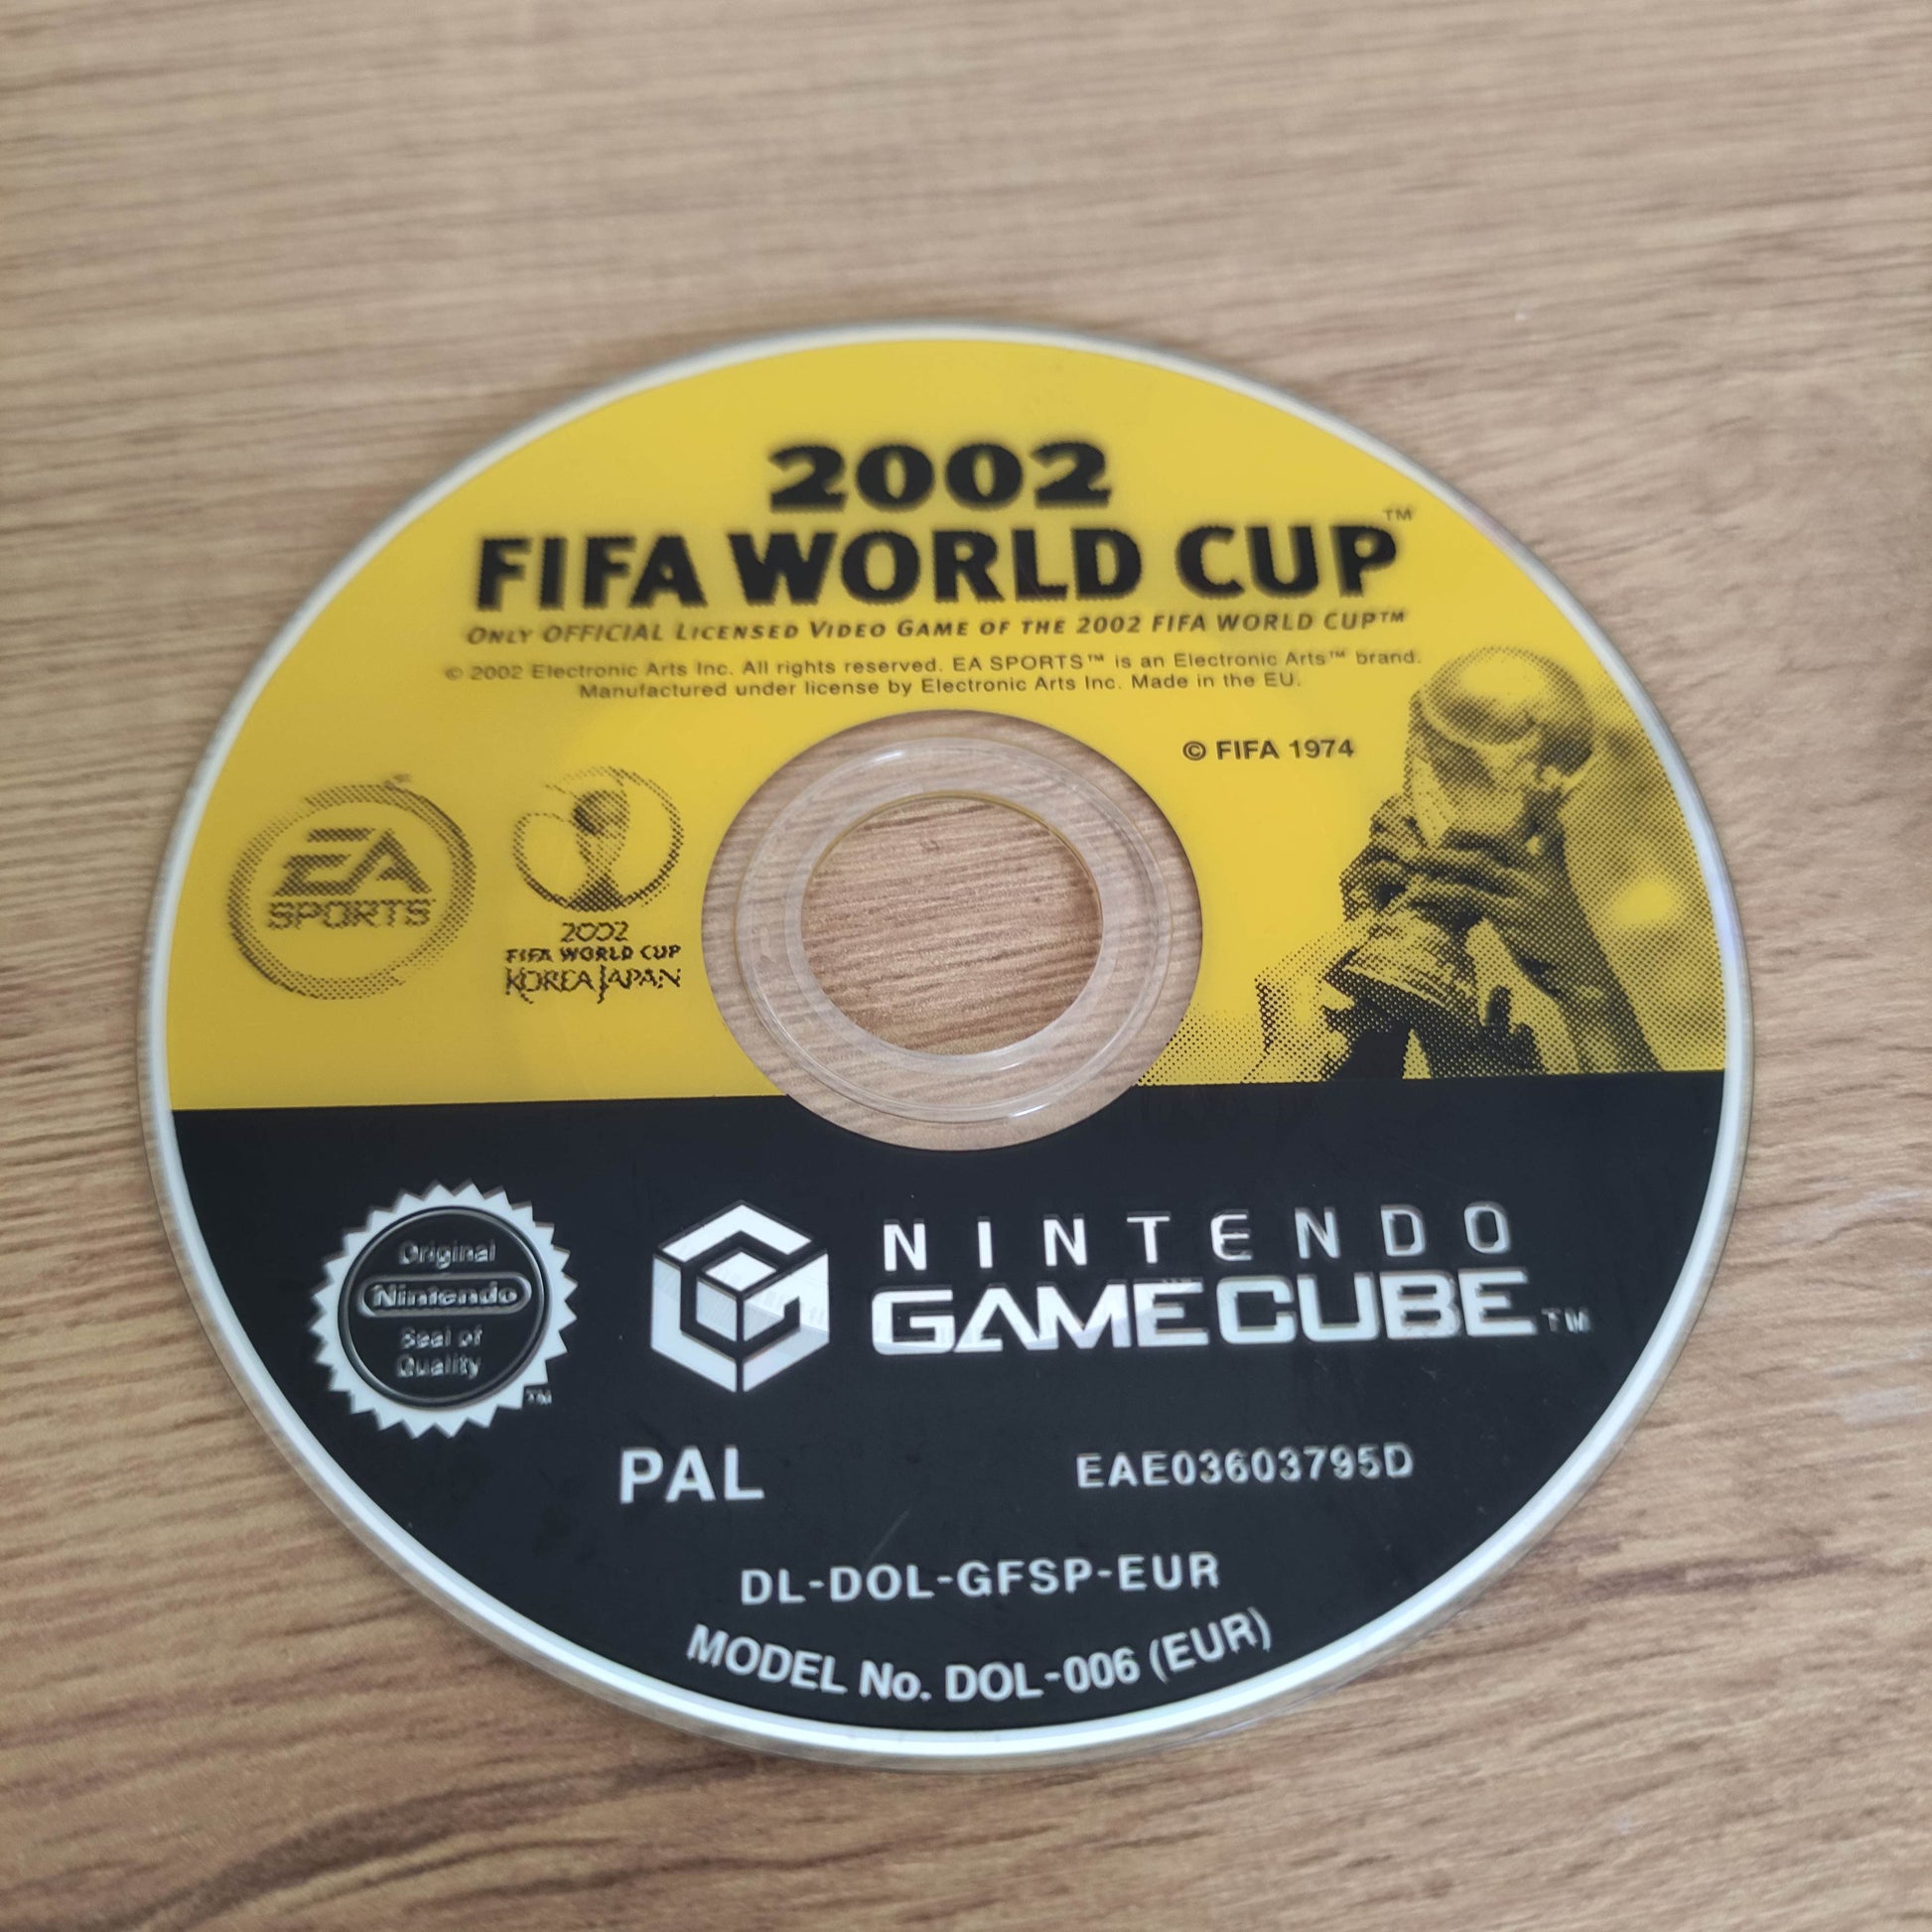 2002
FIFA WORLD CUP™
ONLY OFFICIAL LICENSED VIDEO GAME OF THE 2002 FIFA WORLD CUP™
© 2002 Electronic Arts Inc. All rights reserved. EA SPORTS™ is an Electronic Arts™ brand.
Manufactured under license by Electronic Arts Inc. Made in the EU.
© FIFA 1974
EA
SPORTS
2002
FIFA WORLD CUP
KOREA JAPAN
Original
Nintendo
Seal of
Quality
™
NINTENDO
GAMECUBE™
PAL
EAE03603795D
DL-DOL-GFSP-EUR
MODEL No. DOL-006 (EUR)